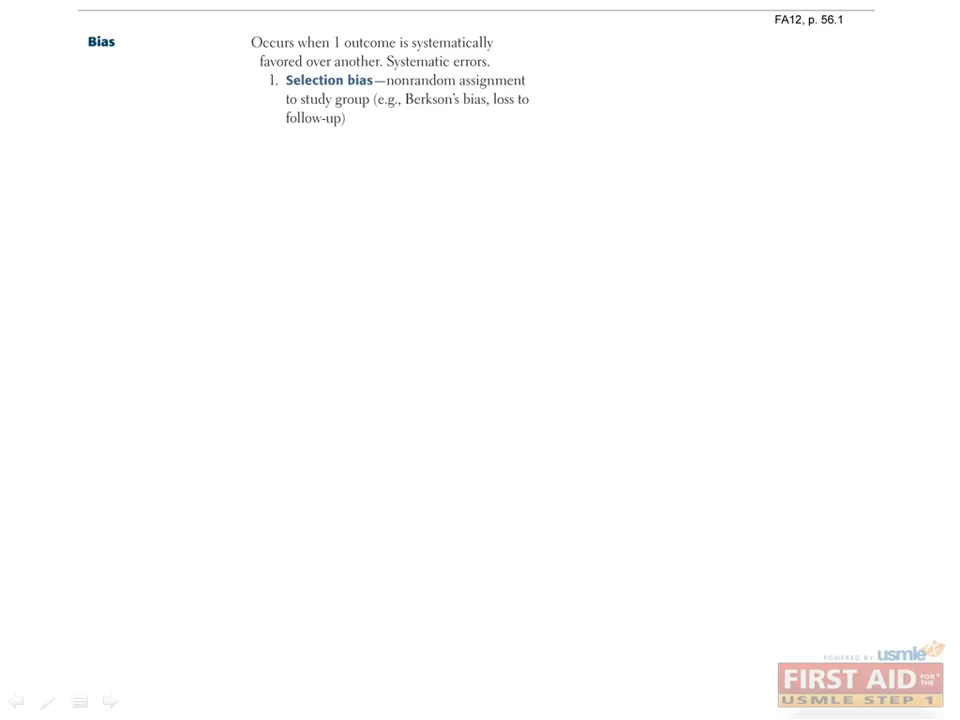 FA12, p. 56.1
Bias
Occurs when 1 outcome is systematically
favored over another. Systematic errors.
1. Selection bias—nonrandom assignment
to study group (e.g., Berkson's bias, loss to
follow-up)
POWERED BY usmlerx
FIRST AID FOR THE
USMLE STEP 1